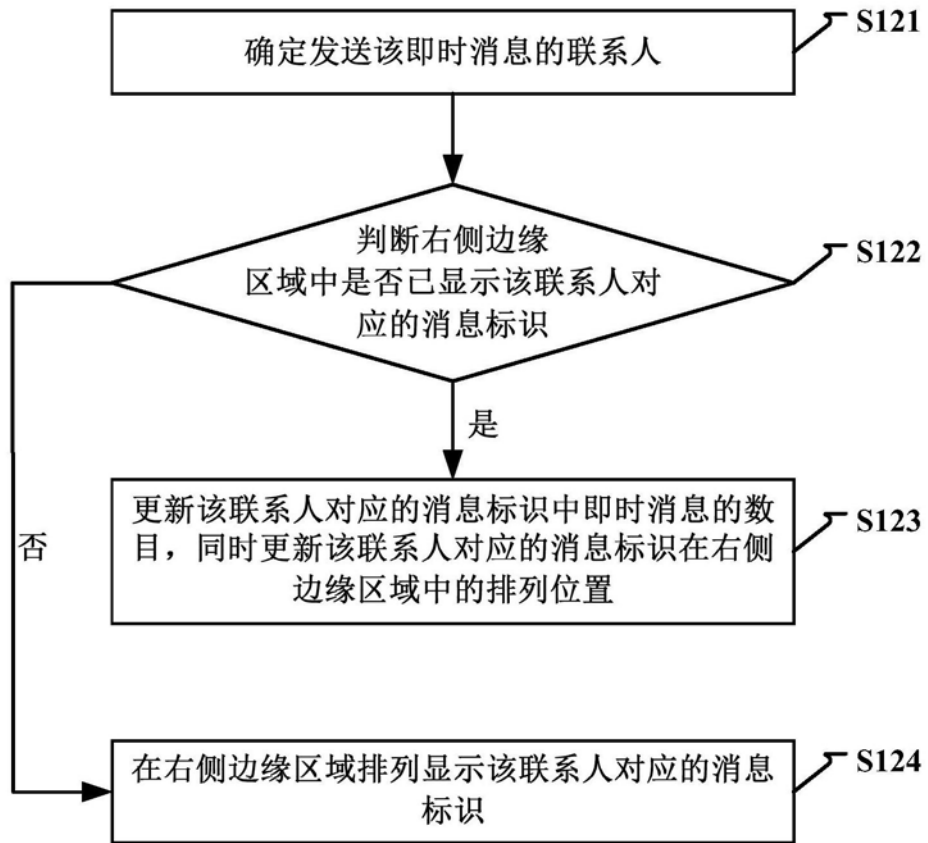 确定发送该即时消息的联系人
S121
判断右侧边缘
区域中是否已显示该联系人对
应的消息标识
S122
是
更新该联系人对应的消息标识中即时消息的数
目，同时更新该联系人对应的消息标识在右侧
边缘区域中的排列位置
S123
否
在右侧边缘区域排列显示该联系人对应的消息
标识
S124